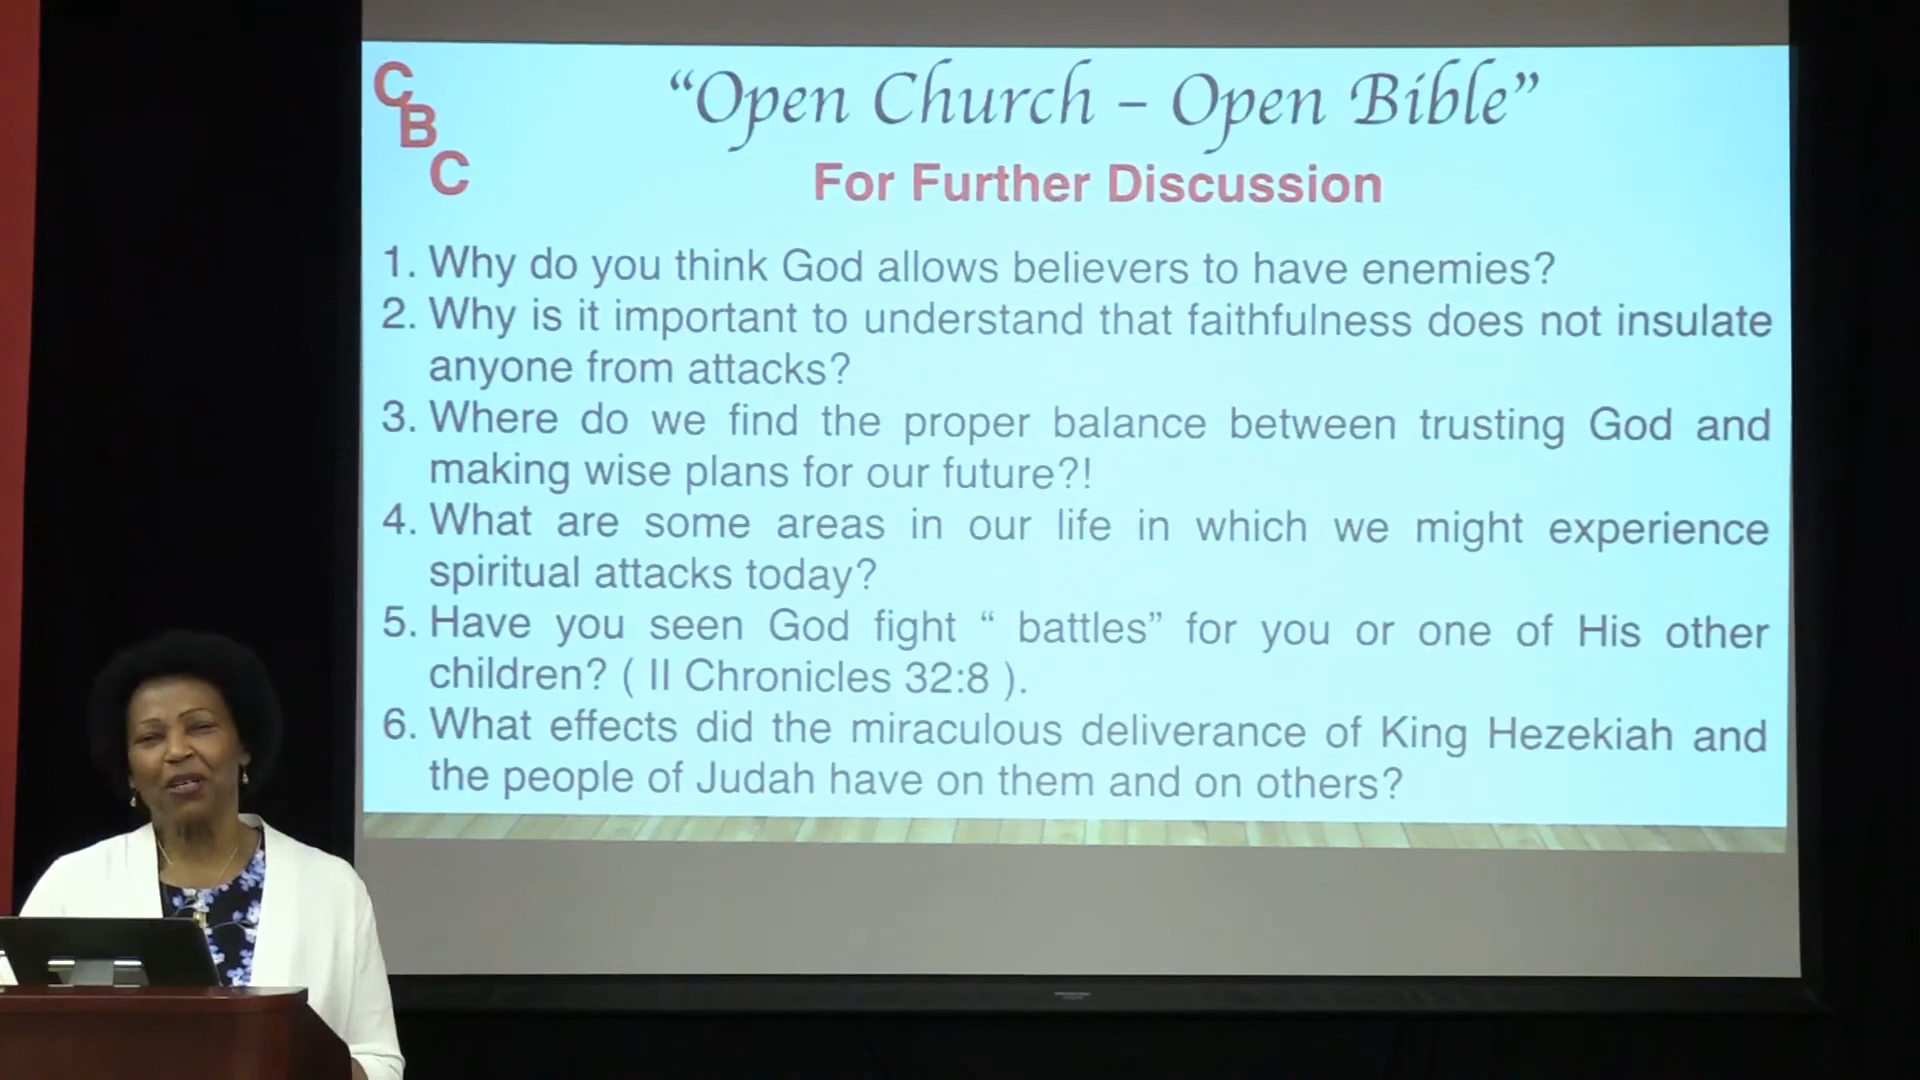 C
B
C
“Open Church – Open Bible”
For Further Discussion
1. Why do you think God allows believers to have enemies?
2. Why is it important to understand that faithfulness does not insulate
anyone from attacks?
3. Where do we find the proper balance between trusting God and
making wise plans for our future?!
4. What are some areas in our life in which we might experience
spiritual attacks today?
5. Have you seen God fight “ battles” for you or one of His other
children? ( II Chronicles 32:8 ).
6. What effects did the miraculous deliverance of King Hezekiah and
the people of Judah have on them and on others?